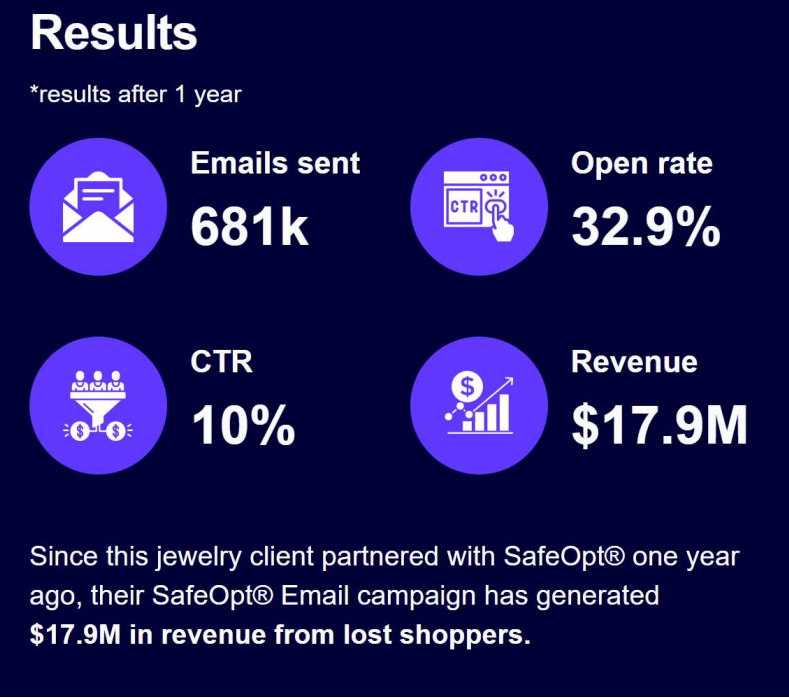 Results
*results after 1 year
Emails sent
681k
Open rate
CTR
32.9%
CTR
10%
Revenue
$
$17.9M
$ $
Since this jewelry client partnered with SafeOpt® one year
ago, their SafeOpt® Email campaign has generated
$17.9M in revenue from lost shoppers.